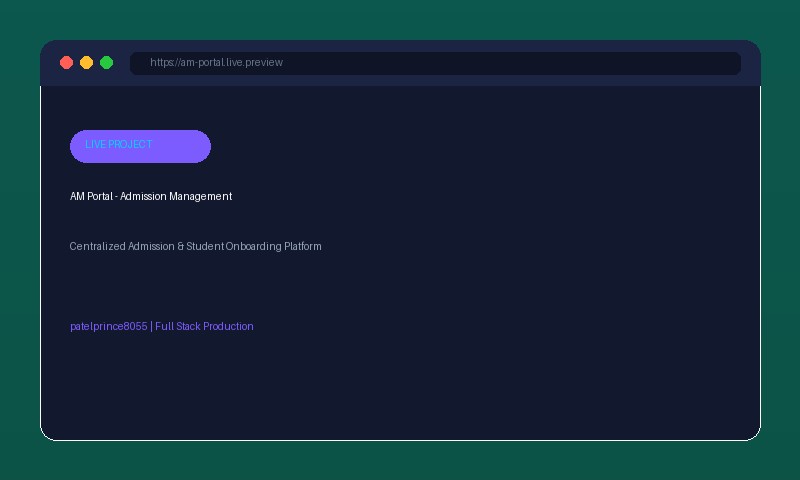 https://am-portal.live.preview
LIVE PROJECT
AM Portal - Admission Management
Centralized Admission & Student Onboarding Platform
patelprince8055 | Full Stack Production